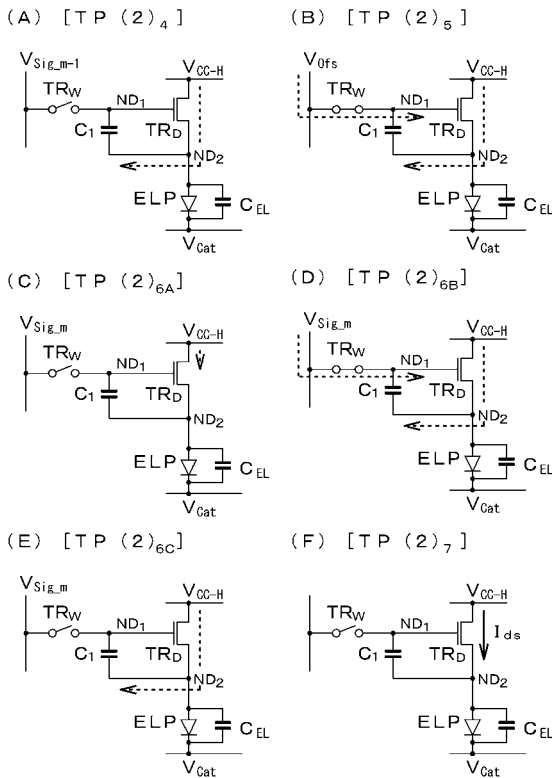 (A) [TP (2)4]
VSig_m-1
VCC-H
TRW
ND1
C1
TRD
ND2
ELP
CEL
VCat
(B) [TP (2)5]
VOfs
VCC-H
TRW
ND1
C1
TRD
ND2
ELP
CEL
VCat
(C) [TP (2)6A]
VSig_m
VCC-H
TRW
ND1
C1
TRD
ND2
ELP
CEL
VCat
(D) [TP (2)6B]
VSig_m
VCC-H
TRW
ND1
C1
TRD
ND2
ELP
CEL
VCat
(E) [TP (2)6C]
VSig_m
VCC-H
TRW
ND1
C1
TRD
ND2
ELP
CEL
VCat
(F) [TP (2)7]
VCC-H
TRW
ND1
Ids
C1
TRD
ND2
ELP
CEL
VCat